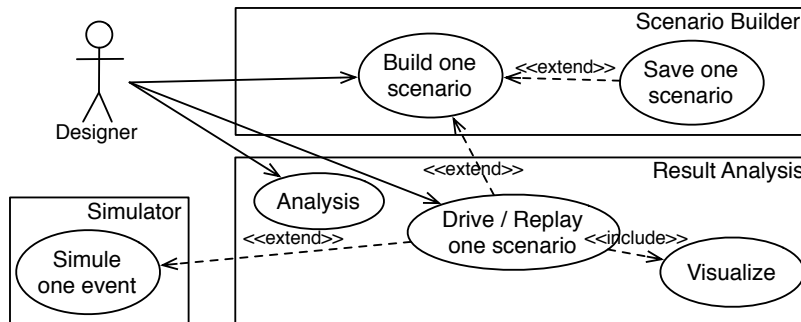 Scenario Builder
Build one
scenario
<<extend>>
Save one
scenario
Designer
<<extend>>
Result Analysis
Analysis
Simulator
Drive / Replay
one scenario
<<extend>>
<<include>>
Simule
one event
Visualize